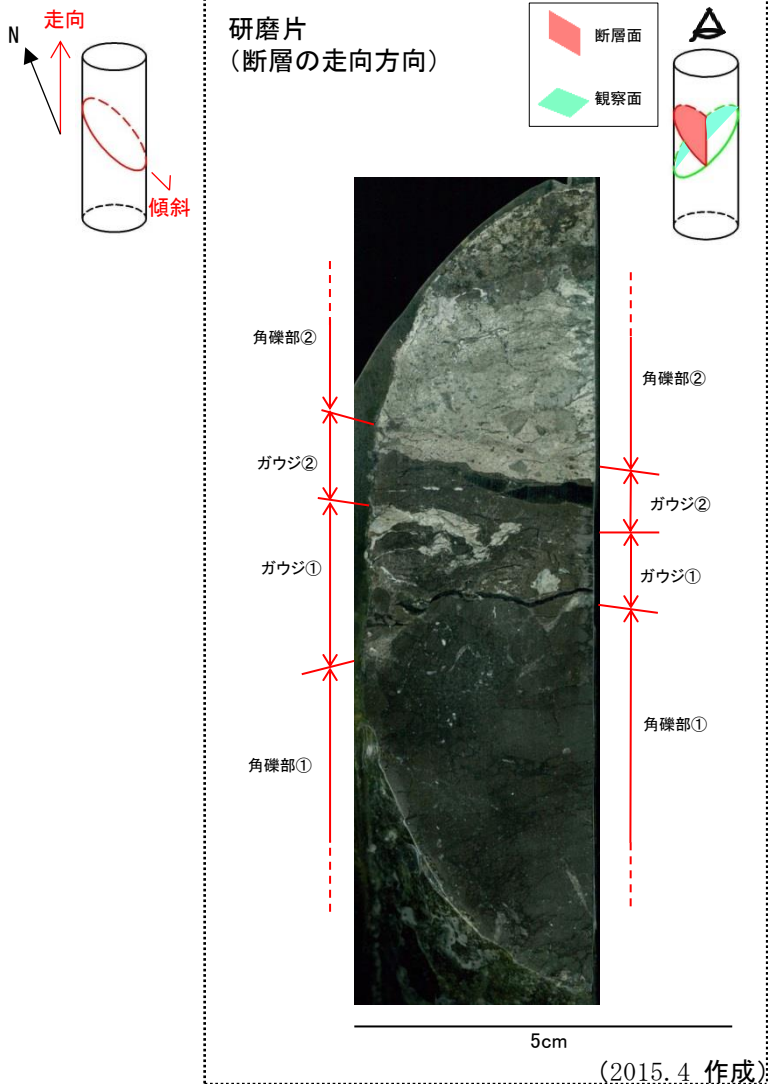 走向
N
傾斜
研磨片
（断層の走向方向）
断層面
観察面
角礫部②
ガウジ②
ガウジ①
角礫部①
角礫部②
ガウジ②
ガウジ①
角礫部①
5cm
(2015.4 作成)